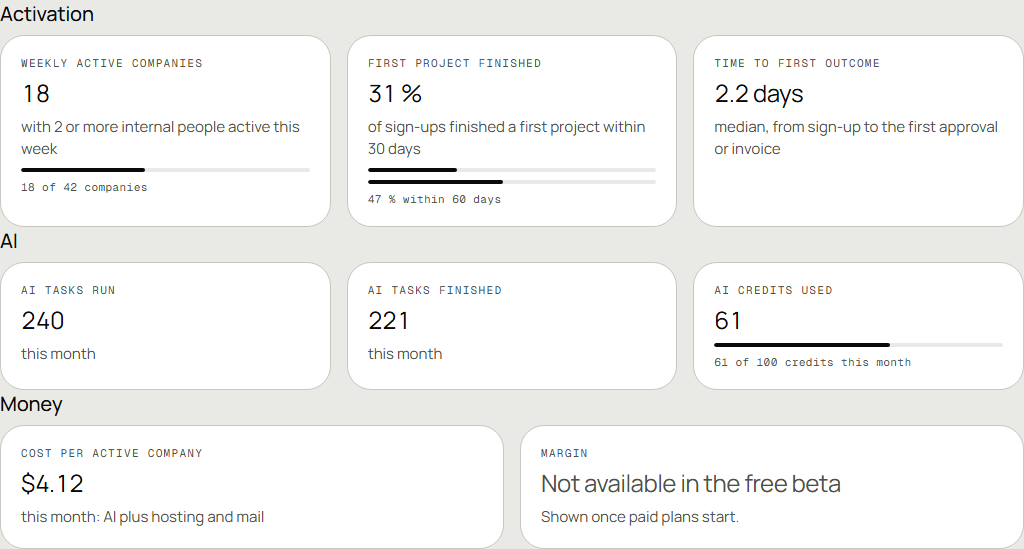 Activation
WEEKLY ACTIVE COMPANIES
18
with 2 or more internal people active this
week
18 of 42 companies
FIRST PROJECT FINISHED
31 %
of sign-ups finished a first project within
30 days
47 % within 60 days
TIME TO FIRST OUTCOME
2.2 days
median, from sign-up to the first approval
or invoice
AI
AI TASKS RUN
240
this month
AI TASKS FINISHED
221
this month
AI CREDITS USED
61
61 of 100 credits this month
Money
COST PER ACTIVE COMPANY
$4.12
this month: AI plus hosting and mail
MARGIN
Not available in the free beta
Shown once paid plans start.